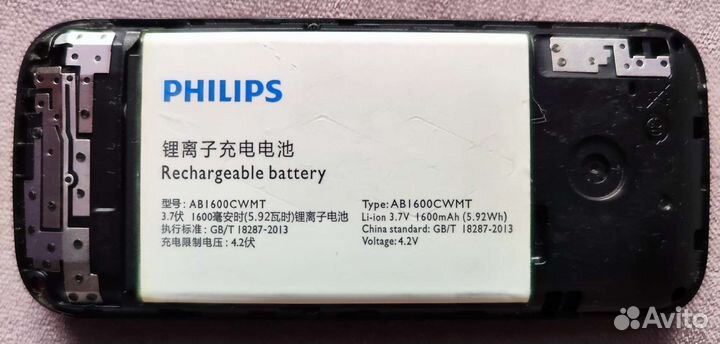 PHILIPS
锂离子充电电池
Rechargeable battery
型号: AB1600CWMT
3.7伏 1600毫安时(5.92瓦时)锂离子电池
执行标准: GB/T 18287-2013
充电限制电压: 4.2伏
Type: AB1600CWMT
Li-ion 3.7V 1600mAh (5.92Wh)
China standard: GB/T 18287-2013
Voltage: 4.2V
Avito